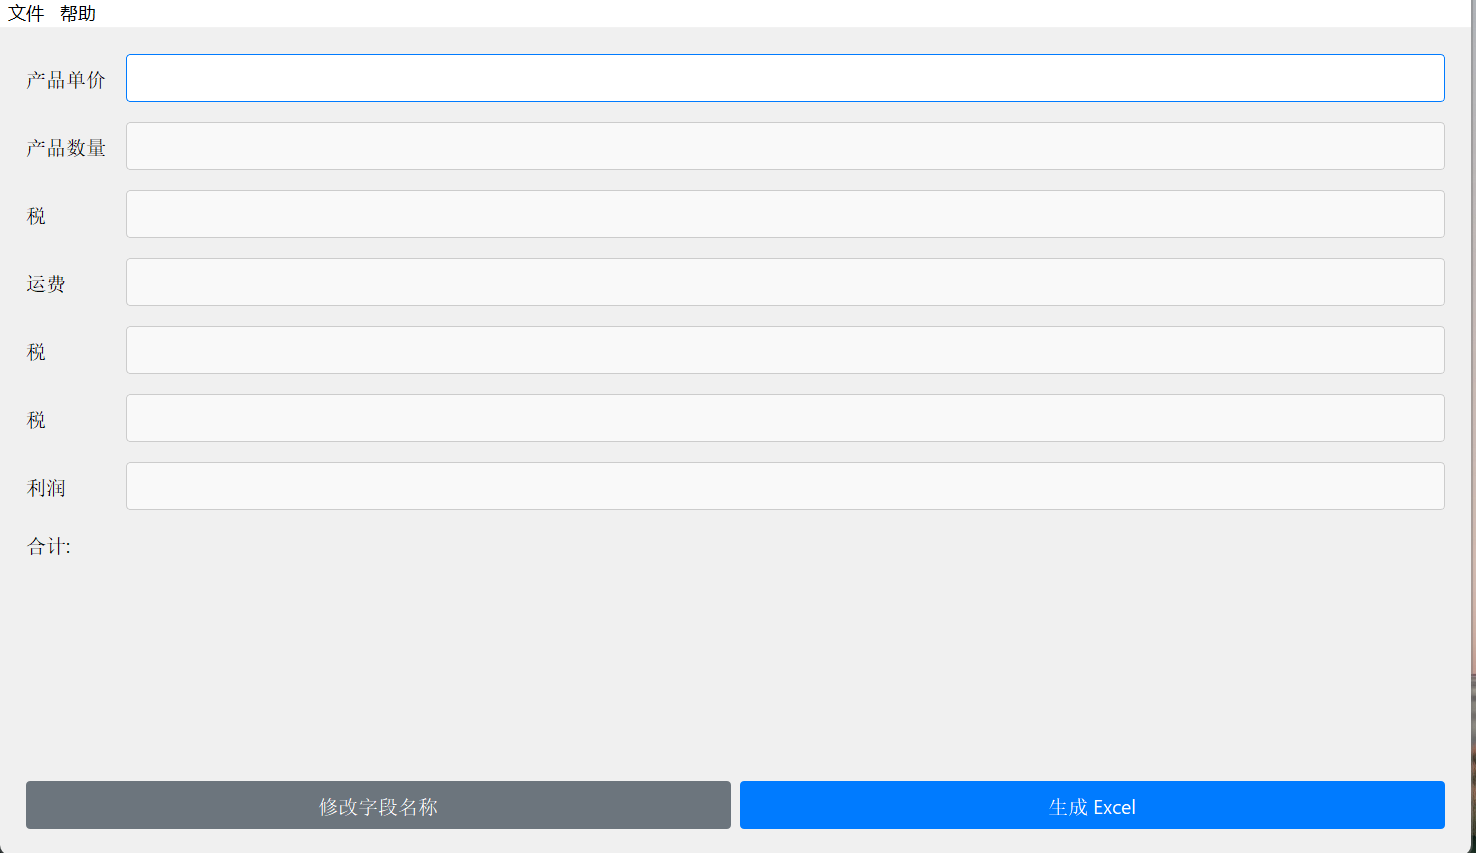 文件 帮助
产品单价
产品数量
税
运费
税
税
利润
合计:
修改字段名称 生成 Excel